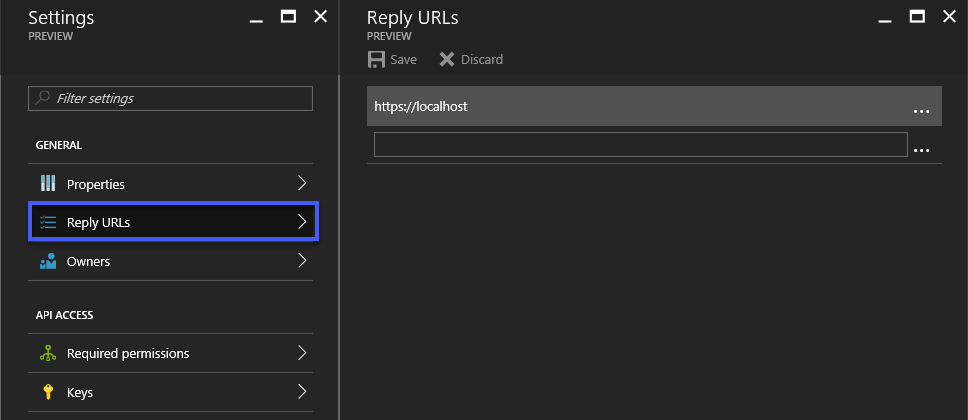 Settings
PREVIEW
Filter settings
GENERAL
Properties
Reply URLs
Owners
API ACCESS
Required permissions
Keys
Reply URLs
PREVIEW
Save Discard
https://localhost